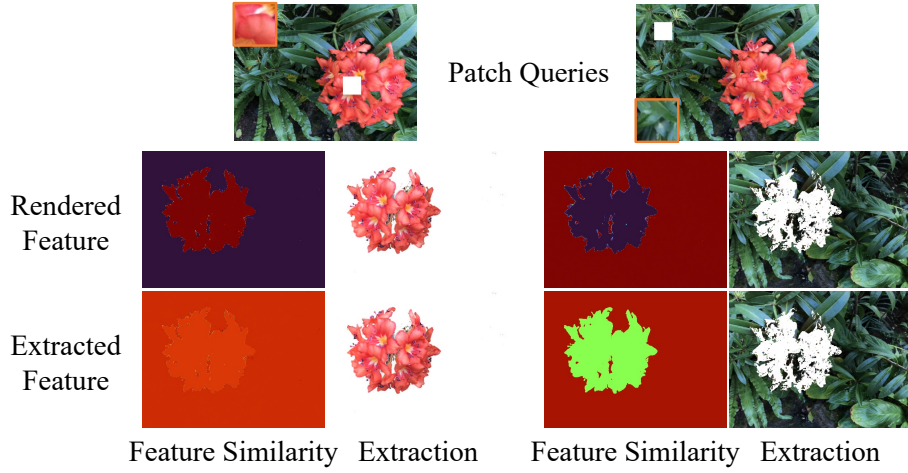 Patch Queries
Rendered
Feature
Extracted
Feature
Feature Similarity
Extraction
Feature Similarity
Extraction